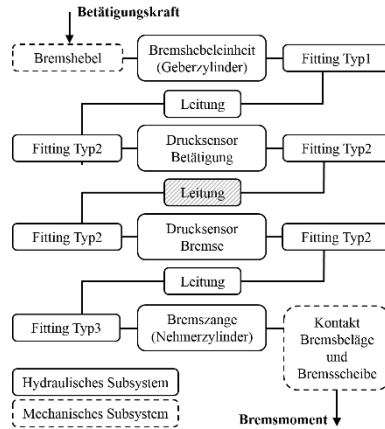 Betätigungskraft
Bremshebel
Bremshebeleinheit
(Geberzylinder)
Fitting Typ1
Leitung
Fitting Typ2
Drucksensor
Betätigung
Fitting Typ2
Leitung
Fitting Typ2
Drucksensor
Bremse
Fitting Typ2
Leitung
Fitting Typ3
Bremszange
(Nehmerzylinder)
Kontakt
Bremsbeläge
und
Bremsscheibe
Hydraulisches Subsystem
Mechanisches Subsystem
Bremsmoment